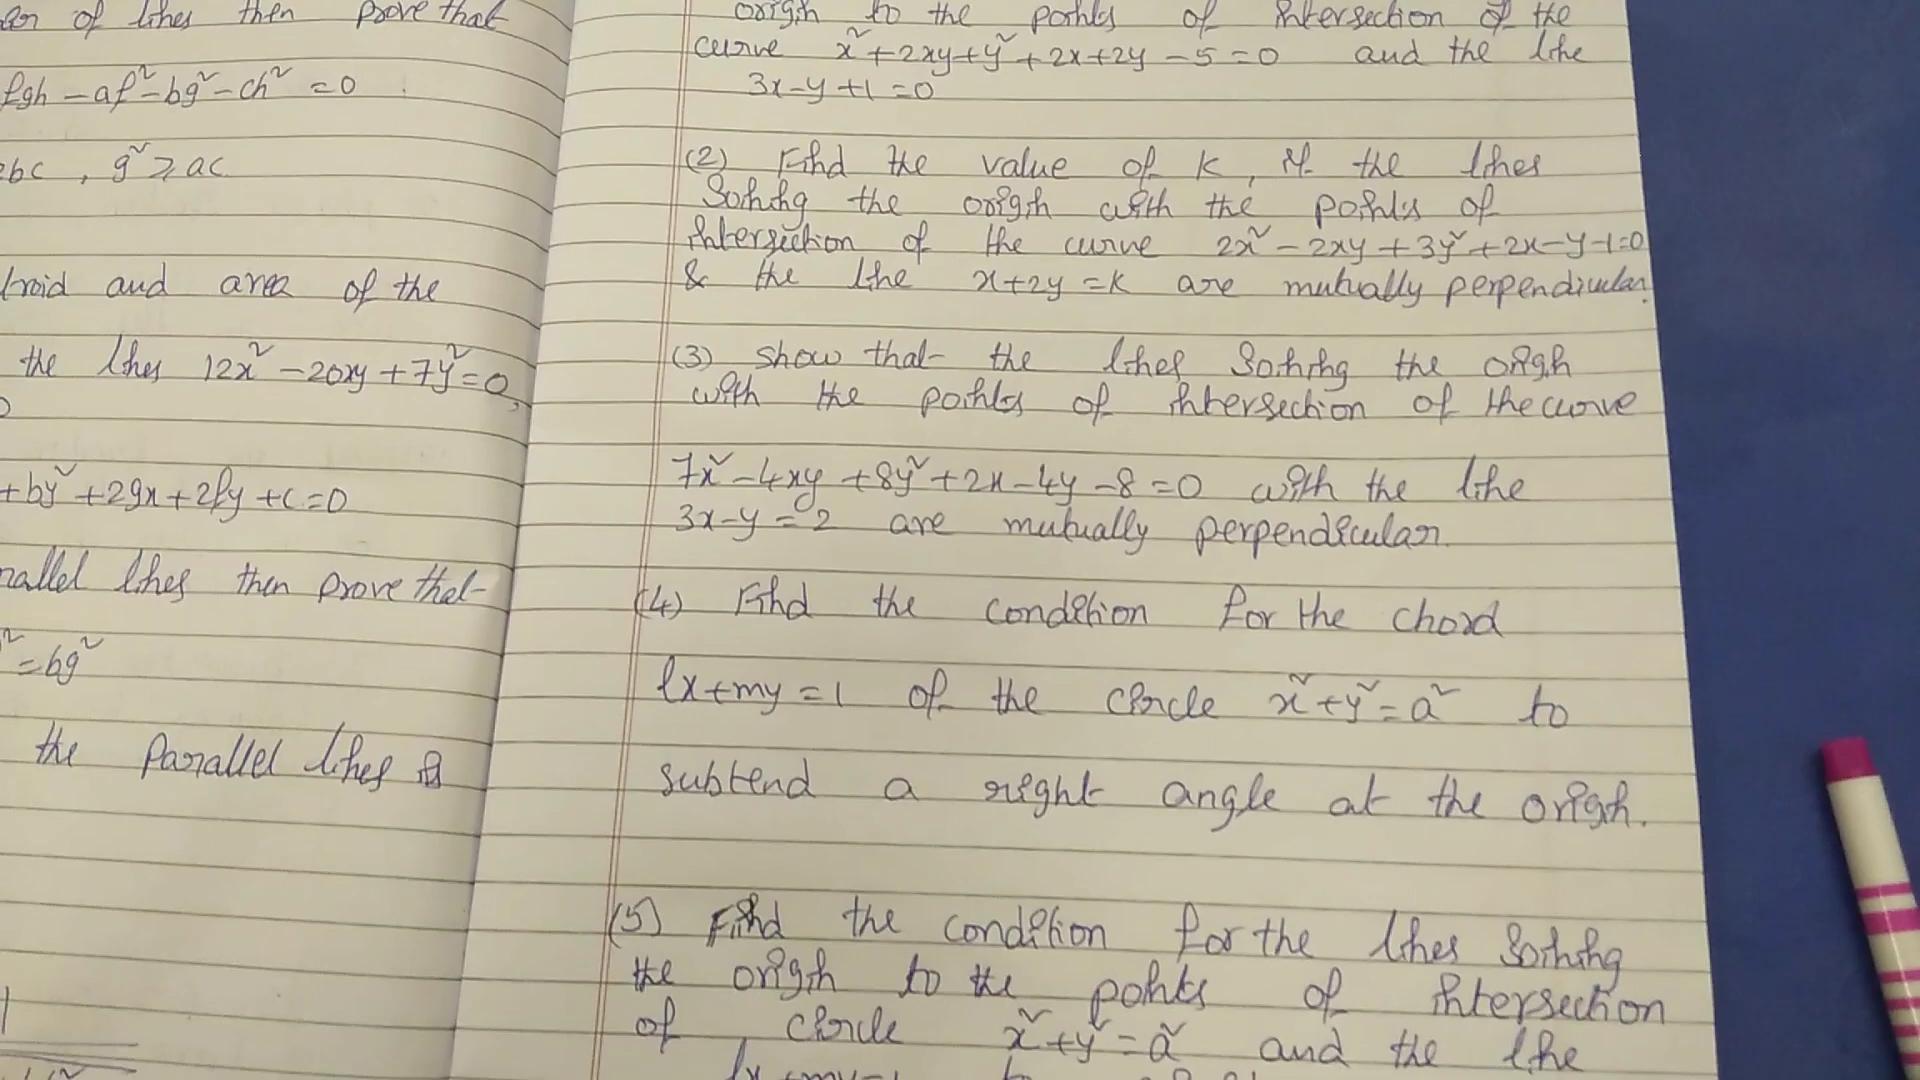 of lines then prove that
fgh - af² - bg² - ch² = 0
, g² ≥ ac
and area of the
the lines 12x² - 20xy + 7y² = 0,
+ by² + 2gx + 2fy + c = 0
lines then prove that
= bg²
the Parallel lines is
origin to the points of intersection of the
curve x² + 2xy + y² + 2x + 2y - 5 = 0 and the line
3x - y + 1 = 0
(2) Find the value of k, if the lines
Joining the origin with the points of
intersection of the curve 2x² - 2xy + 3y² + 2x - y - 1 = 0
& the line x + 2y = k are mutually perpendicular.
(3) show that the lines Joining the origin
with the points of intersection of the curve
7x² - 4xy + 8y² + 2x - 4y - 8 = 0 with the line
3x - y = 2 are mutually perpendicular.
(4) Find the condition for the chord
lx + my = 1 of the circle x² + y² = a² to
subtend a right angle at the origin.
(5) Find the condition for the lines Joining
the origin to the points of intersection
of circle x² + y² = a² and the line
lx + my = 1